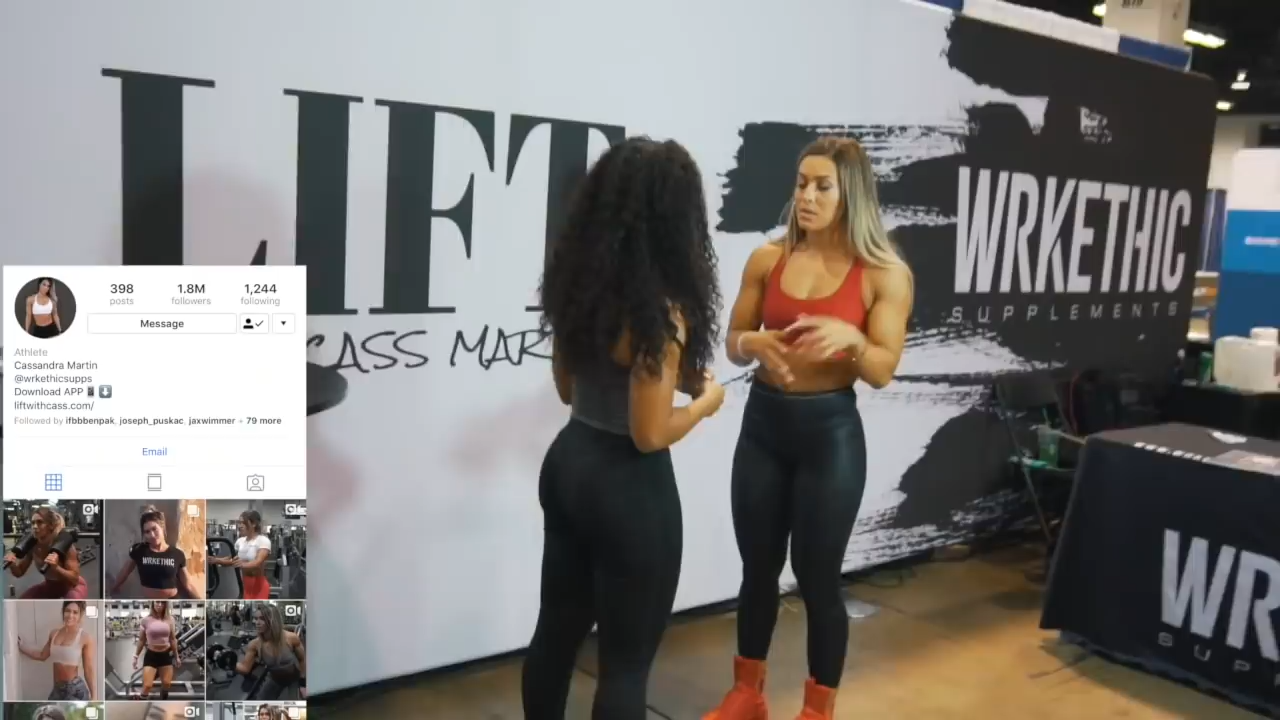 LIFT
CASS MAR
WRKETHIC
SUPPLEMENTS
398
posts
1.8M
followers
1,244
following
Message
Athlete
Cassandra Martin
@wrkethicsupps
Download APP 📱⬇️
liftwithcass.com/
Followed by ifbbbenpak, joseph_puskac, jaxwimmer + 79 more
Email
WRKETHIC
WR
SUP